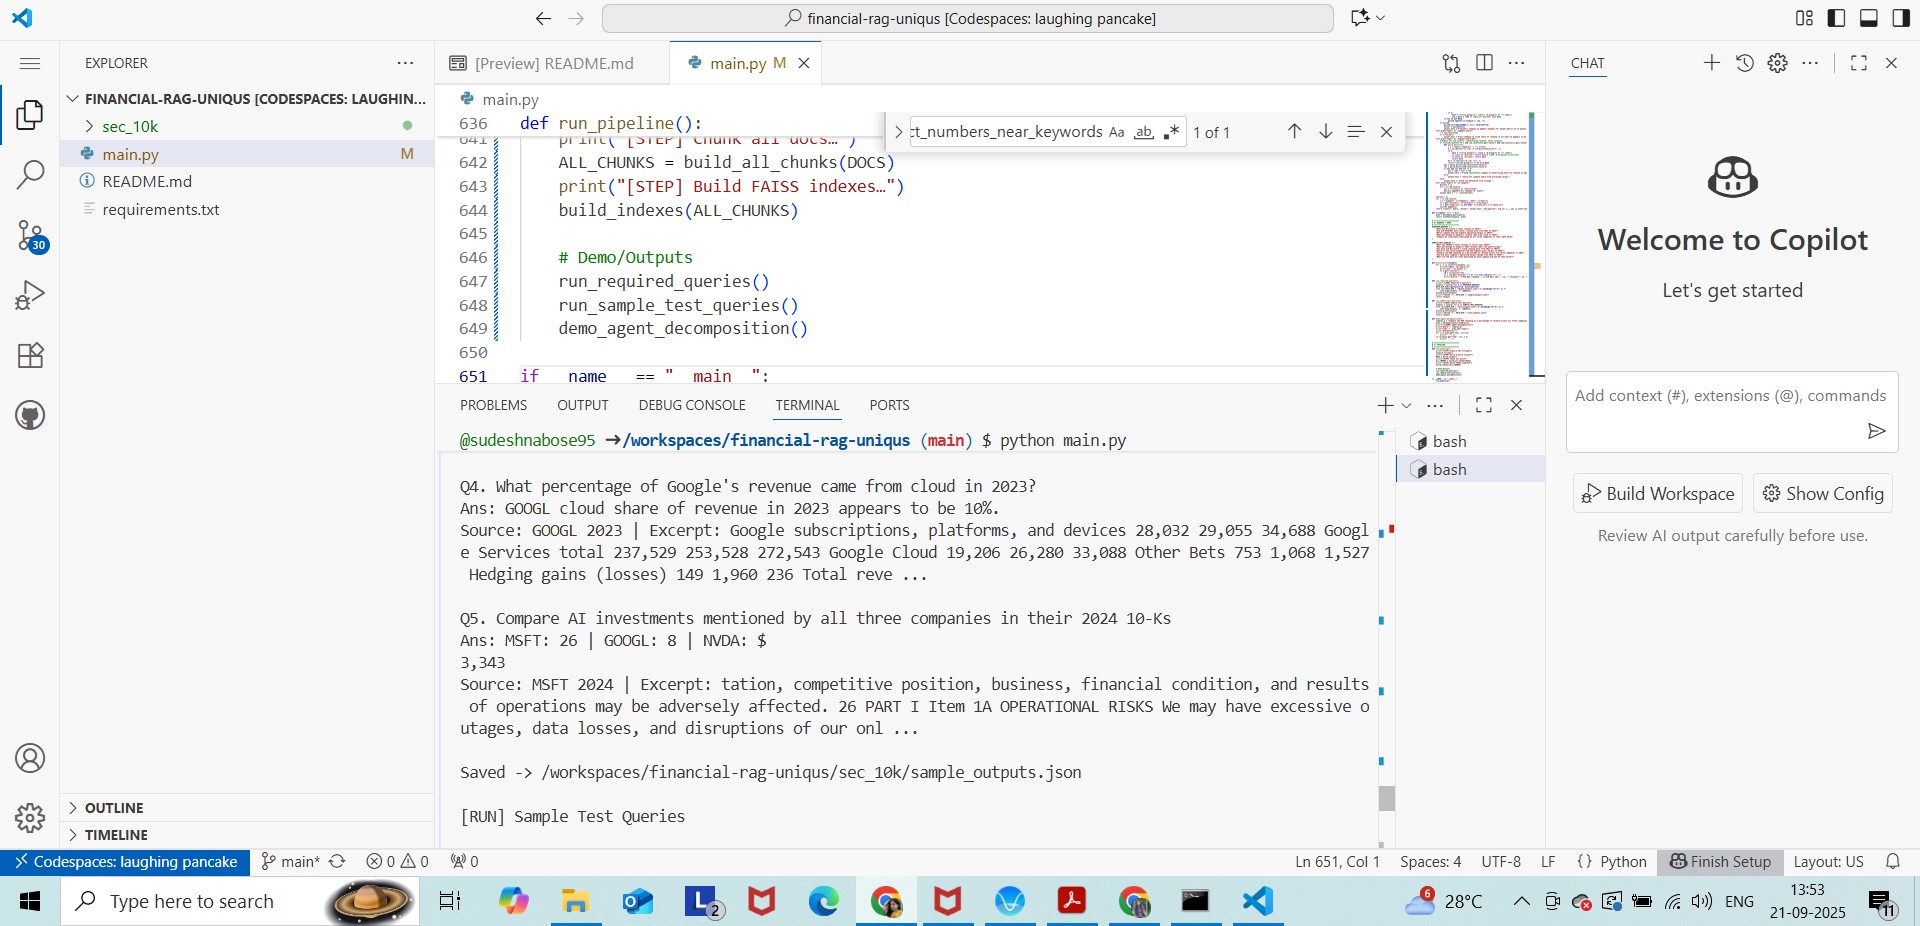 financial-rag-uniqus [Codespaces: laughing pancake]
EXPLORER
FINANCIAL-RAG-UNIQUS [CODESPACES: LAUGHIN...
sec_10k
main.py M
README.md
requirements.txt
OUTLINE
TIMELINE
30
[Preview] README.md
main.py M
main.py
636 def run_pipeline():
ct_numbers_near_keywords Aa ab .* 1 of 1
641 print("[STEP] Chunk all docs…")
642 ALL_CHUNKS = build_all_chunks(DOCS)
643 print("[STEP] Build FAISS indexes…")
644 build_indexes(ALL_CHUNKS)
645
646 # Demo/Outputs
647 run_required_queries()
648 run_sample_test_queries()
649 demo_agent_decomposition()
650
651 if __name__ == "__main__":
PROBLEMS OUTPUT DEBUG CONSOLE TERMINAL PORTS
@sudeshnabose95 ➜/workspaces/financial-rag-uniqus (main) $ python main.py
Q4. What percentage of Google's revenue came from cloud in 2023?
Ans: GOOGL cloud share of revenue in 2023 appears to be 10%.
Source: GOOGL 2023 | Excerpt: Google subscriptions, platforms, and devices 28,032 29,055 34,688 Googl
e Services total 237,529 253,528 272,543 Google Cloud 19,206 26,280 33,088 Other Bets 753 1,068 1,527
Hedging gains (losses) 149 1,960 236 Total reve ...
Q5. Compare AI investments mentioned by all three companies in their 2024 10-Ks
Ans: MSFT: 26 | GOOGL: 8 | NVDA: $
3,343
Source: MSFT 2024 | Excerpt: tation, competitive position, business, financial condition, and results
of operations may be adversely affected. 26 PART I Item 1A OPERATIONAL RISKS We may have excessive o
utages, data losses, and disruptions of our onl ...
Saved -> /workspaces/financial-rag-uniqus/sec_10k/sample_outputs.json
[RUN] Sample Test Queries
bash
bash
CHAT
Welcome to Copilot
Let's get started
Add context (#), extensions (@), commands
Build Workspace
Show Config
Review AI output carefully before use.
Codespaces: laughing pancake main* 0 0 0
Ln 651, Col 1 Spaces: 4 UTF-8 LF {} Python Finish Setup Layout: US
Type here to search
L 2
6 28°C ENG
13:53
21-09-2025
11